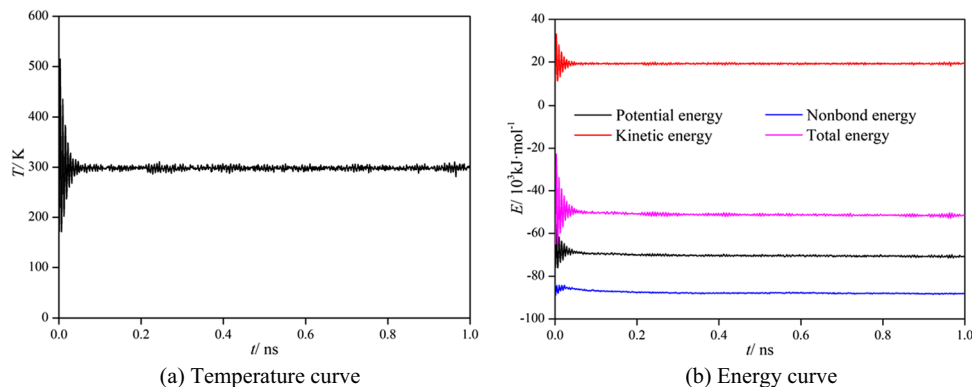 600
500
400
300
200
100
0
T/ K
0.0 0.2 0.4 0.6 0.8 1.0
t/ ns
(a) Temperature curve
40
20
0
-20
-40
-60
-80
-100
E/ 10³kJ·mol⁻¹
Potential energy Nonbond energy
Kinetic energy Total energy
0.0 0.2 0.4 0.6 0.8 1.0
t/ ns
(b) Energy curve